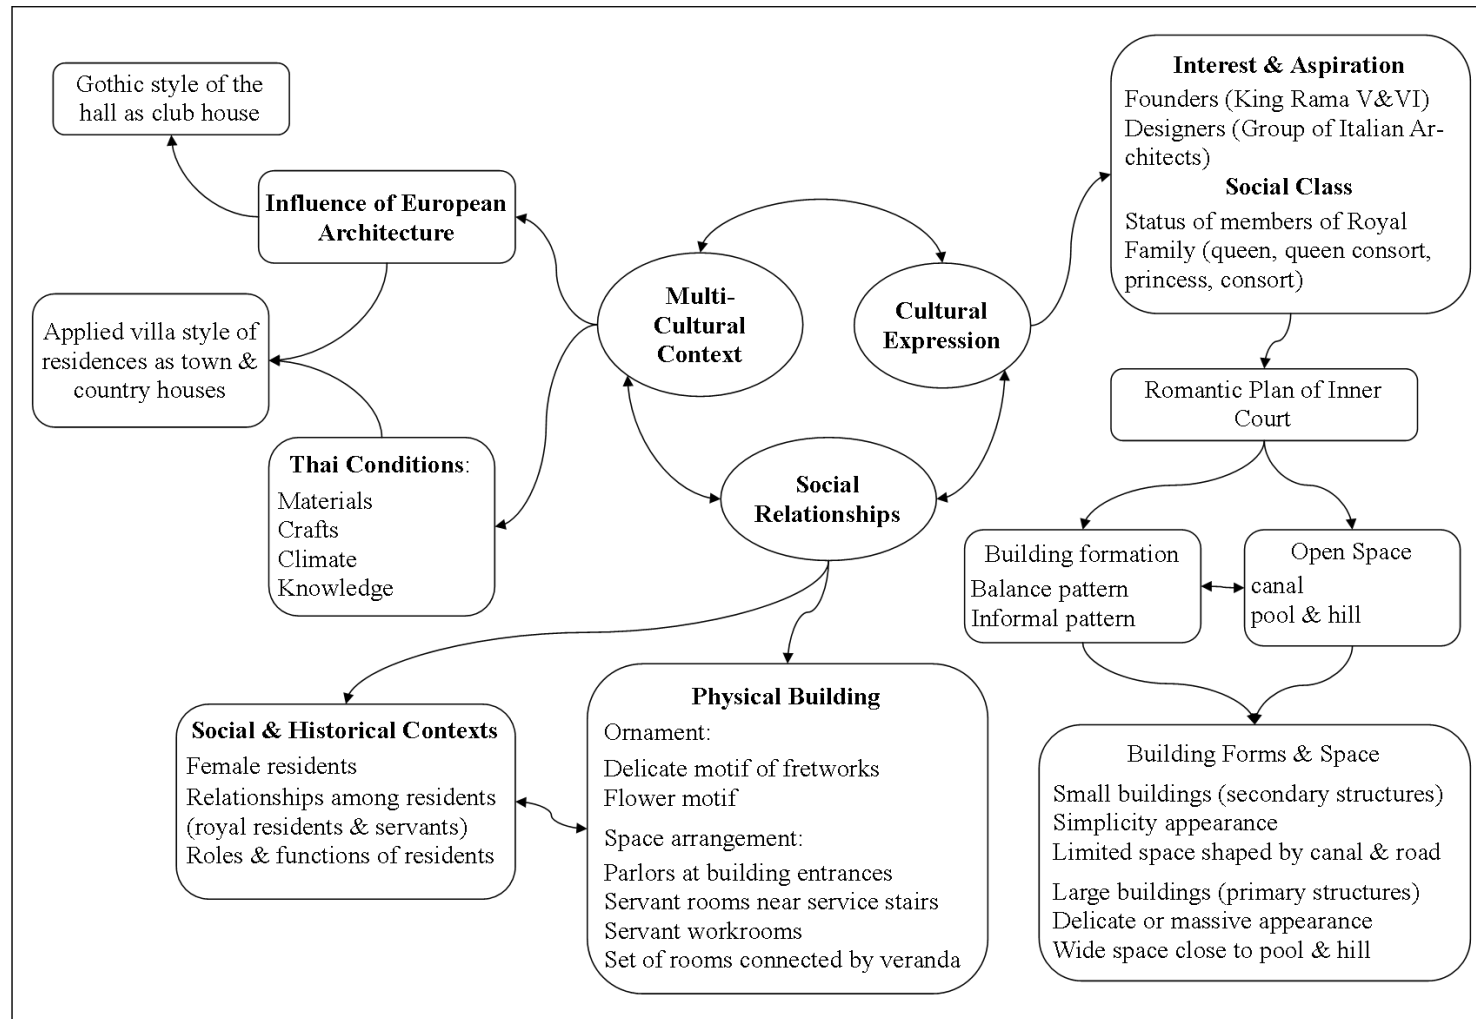 Gothic style of the
hall as club house
Influence of European
Architecture
Applied villa style of
residences as town &
country houses
Thai Conditions:
Materials
Crafts
Climate
Knowledge
Multi-
Cultural
Context
Cultural
Expression
Social
Relationships
Interest & Aspiration
Founders (King Rama V&VI)
Designers (Group of Italian Ar-
chitects)
Social Class
Status of members of Royal
Family (queen, queen consort,
princess, consort)
Romantic Plan of Inner
Court
Building formation
Balance pattern
Informal pattern
Open Space
canal
pool & hill
Social & Historical Contexts
Female residents
Relationships among residents
(royal residents & servants)
Roles & functions of residents
Physical Building
Ornament:
Delicate motif of fretworks
Flower motif
Space arrangement:
Parlors at building entrances
Servant rooms near service stairs
Servant workrooms
Set of rooms connected by veranda
Building Forms & Space
Small buildings (secondary structures)
Simplicity appearance
Limited space shaped by canal & road
Large buildings (primary structures)
Delicate or massive appearance
Wide space close to pool & hill